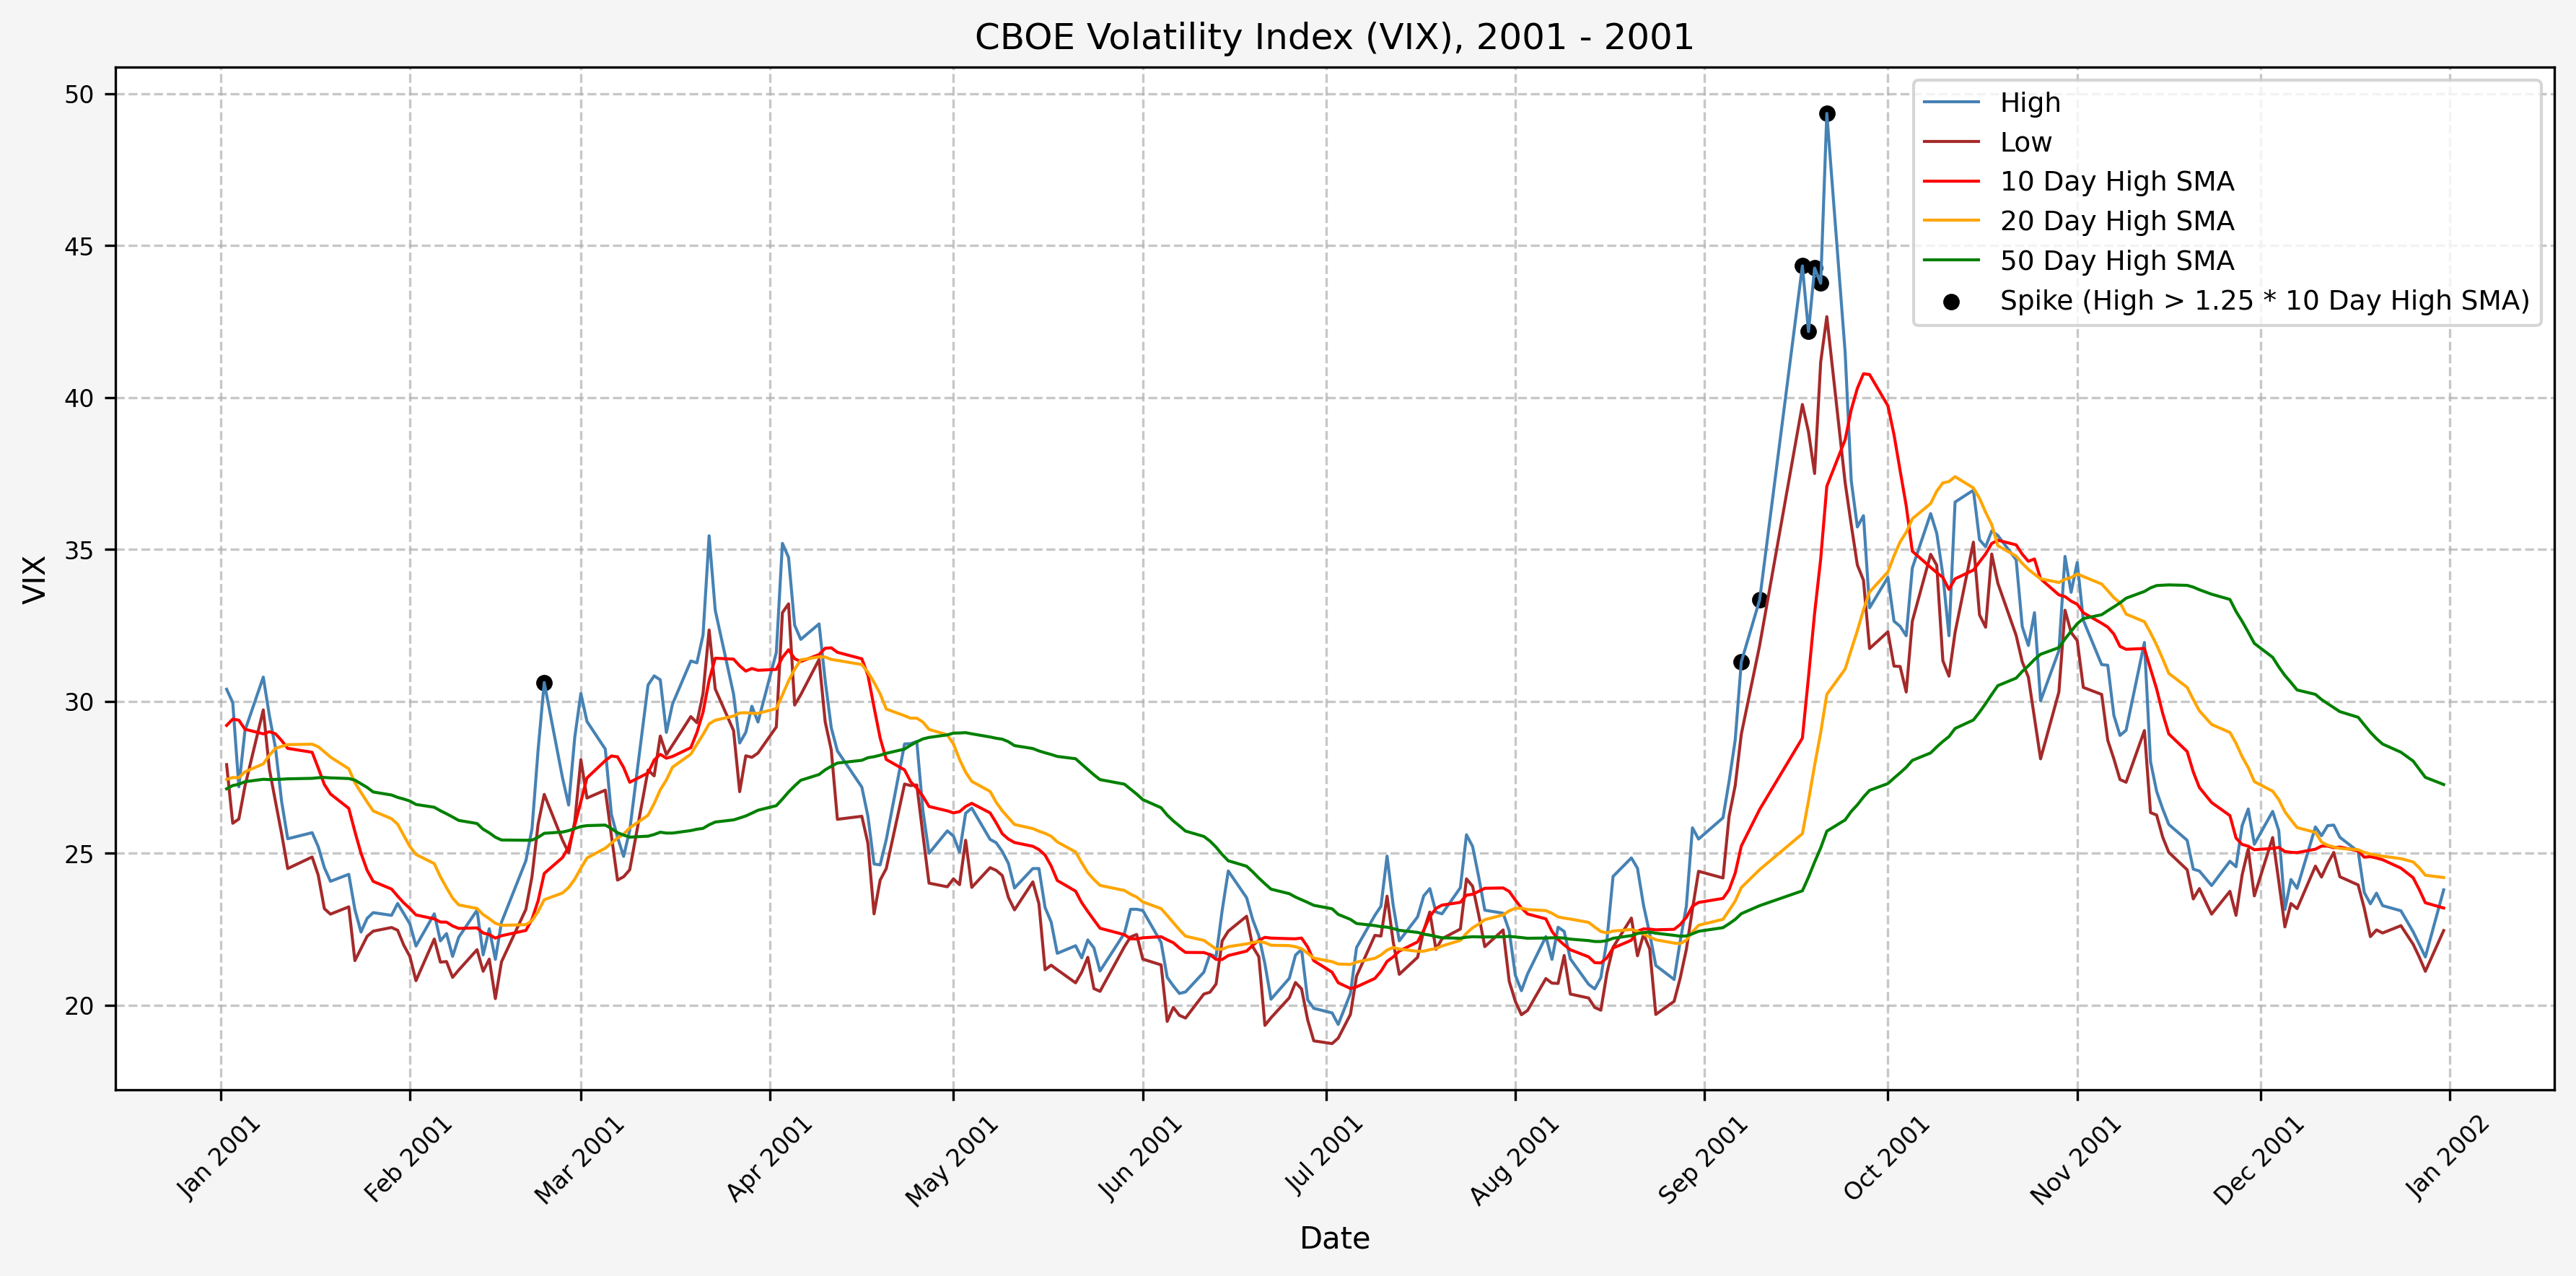 CBOE Volatility Index (VIX), 2001 - 2001
High
Low
10 Day High SMA
20 Day High SMA
50 Day High SMA
Spike (High > 1.25 * 10 Day High SMA)
VIX
50
45
40
35
30
25
20
Jan 2001
Feb 2001
Mar 2001
Apr 2001
May 2001
Jun 2001
Jul 2001
Aug 2001
Sep 2001
Oct 2001
Nov 2001
Dec 2001
Jan 2002
Date